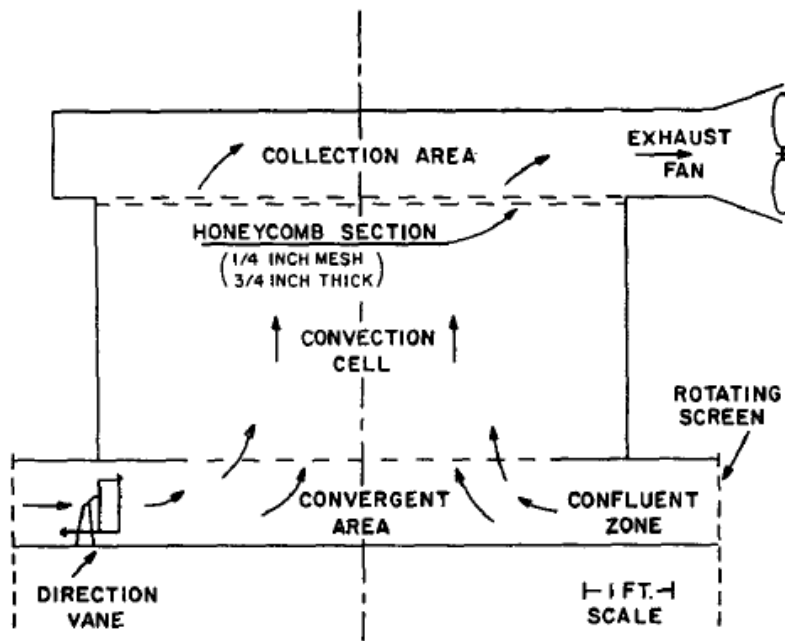 COLLECTION AREA
EXHAUST
FAN
HONEYCOMB SECTION
(1/4 INCH MESH
3/4 INCH THICK)
CONVECTION
CELL
ROTATING
SCREEN
CONVERGENT
AREA
CONFLUENT
ZONE
DIRECTION
VANE
1 FT.
SCALE